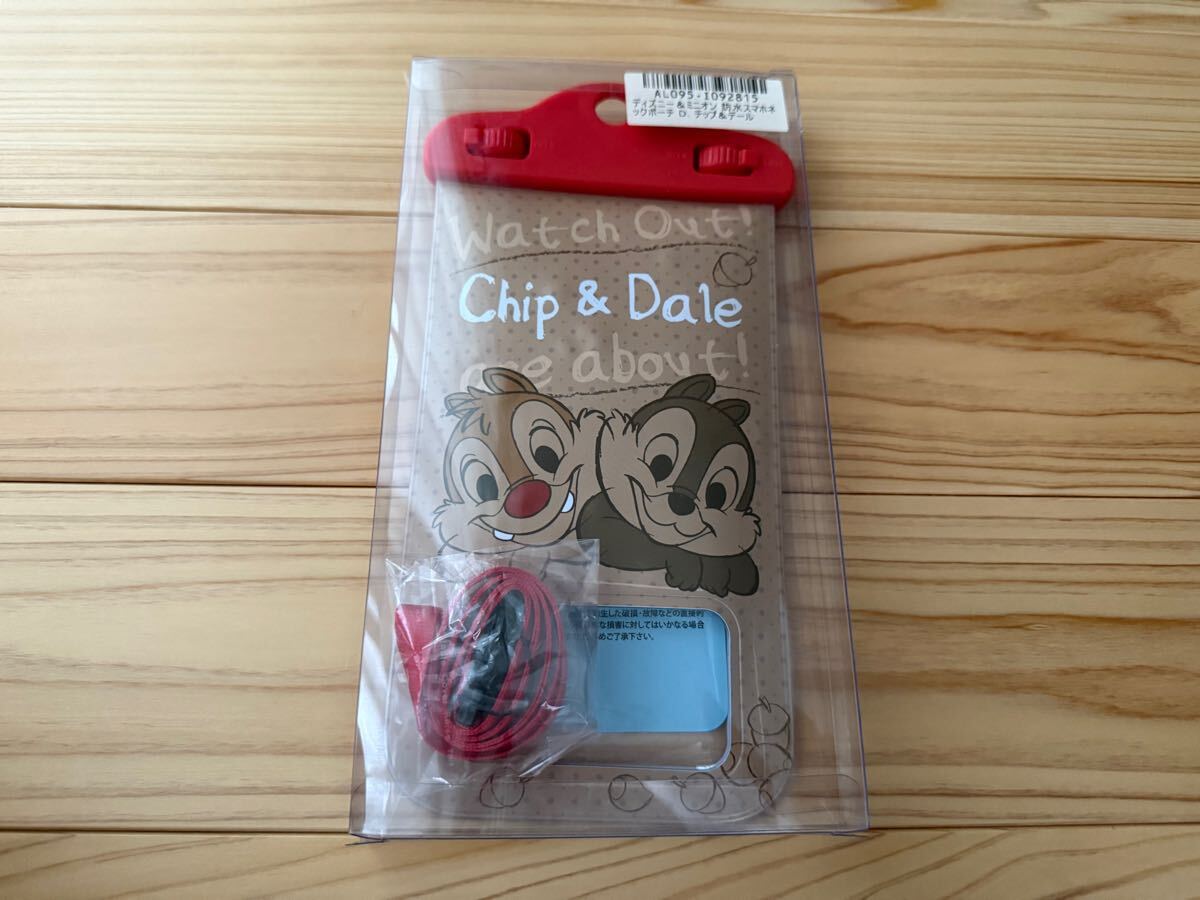 AL095-I092815
ディズニー&ミニオン 防水スマホネ
ックポーチ D. チップ&デール
Watch Out!
Chip & Dale
are about!
生した破損・故障などの直接的
な損害に対してはいかなる場合
めご了承下さい。